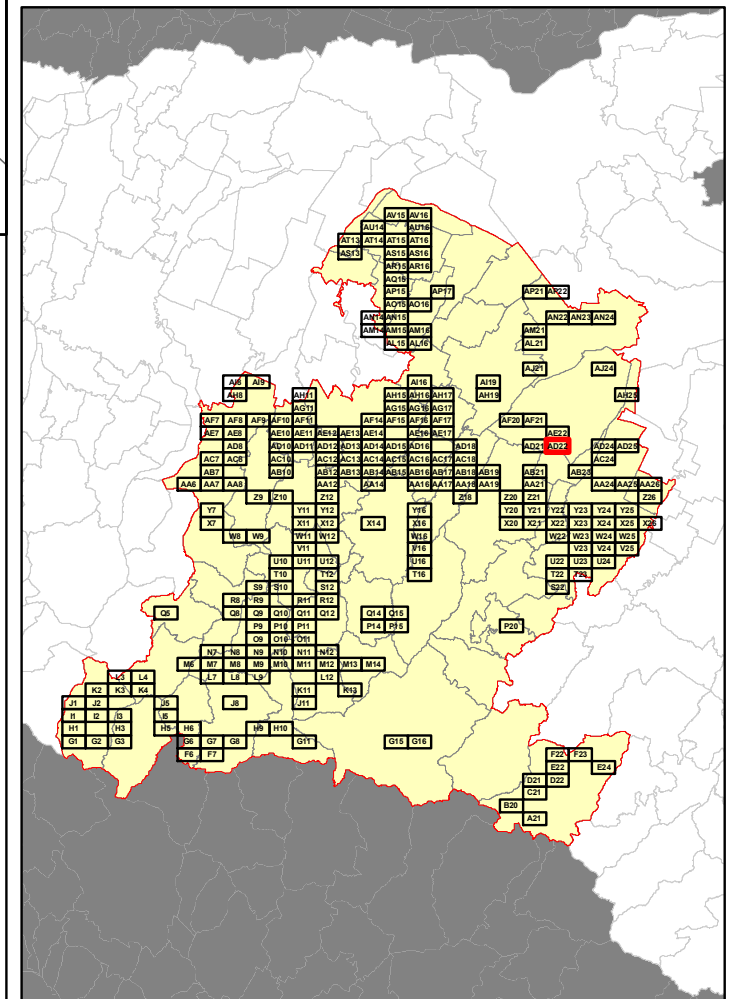 AV15 AV16
AU14 AU16
AT13 AT14 AT15 AT16
AS13 AS15 AS16
AR15 AR16
AQ15
AP15 AP17 AP21 AP22
AO15 AO16
AN14 AN15 AN22 AN23 AN24
AM14 AM15 AM16 AM21
AL15 AL16 AL21
AJ21 AJ24
AI8 AI9 AI16 AI19
AH8 AH11 AH15 AH16 AH17 AH19 AH25
AG11 AG15 AG16 AG17
AF7 AF8 AF9 AF10 AF11 AF14 AF15 AF16 AF17 AF20 AF21
AE7 AE8 AE10 AE11 AE12 AE13 AE14 AE16 AE17 AE22
AD8 AD10 AD11 AD12 AD13 AD14 AD15 AD16 AD18 AD21 AD22 AD24 AD25
AC7 AC8 AC10 AC12 AC13 AC14 AC15 AC16 AC17 AC18 AC24
AB7 AB10 AB12 AB13 AB14 AB15 AB16 AB17 AB18 AB19 AB21 AB23
AA6 AA7 AA8 AA12 AA14 AA16 AA17 AA18 AA19 AA21 AA24 AA25 AA26
Z9 Z10 Z12 Z18 Z20 Z21 Z26
Y7 Y11 Y12 Y16 Y20 Y21 Y22 Y23 Y24 Y25
X7 X11 X12 X14 X16 X20 X21 X22 X23 X24 X25 X26
W8 W9 W11 W12 W16 W22 W23 W24 W25
V11 V16 V23 V24 V25
U10 U11 U12 U16 U22 U23 U24
T10 T12 T16 T22 T23
S9 S10 S12 S22
R8 R9 R11 R12
Q5 Q8 Q9 Q10 Q11 Q12 Q14 Q15
P9 P10 P11 P14 P15 P20
O9 O10 O11
N7 N8 N9 N10 N11 N12
M6 M7 M8 M9 M10 M11 M12 M13 M14
L3 L4 L7 L8 L9 L12
K2 K3 K4 K11 K13
J1 J2 J5 J8 J11
I1 I2 I3 I5
H1 H3 H5 H6 H9 H10
G1 G2 G3 G6 G7 G8 G11 G15 G16
F6 F7 F22 F23
E22 E24
D21 D22
C21
B20
A21